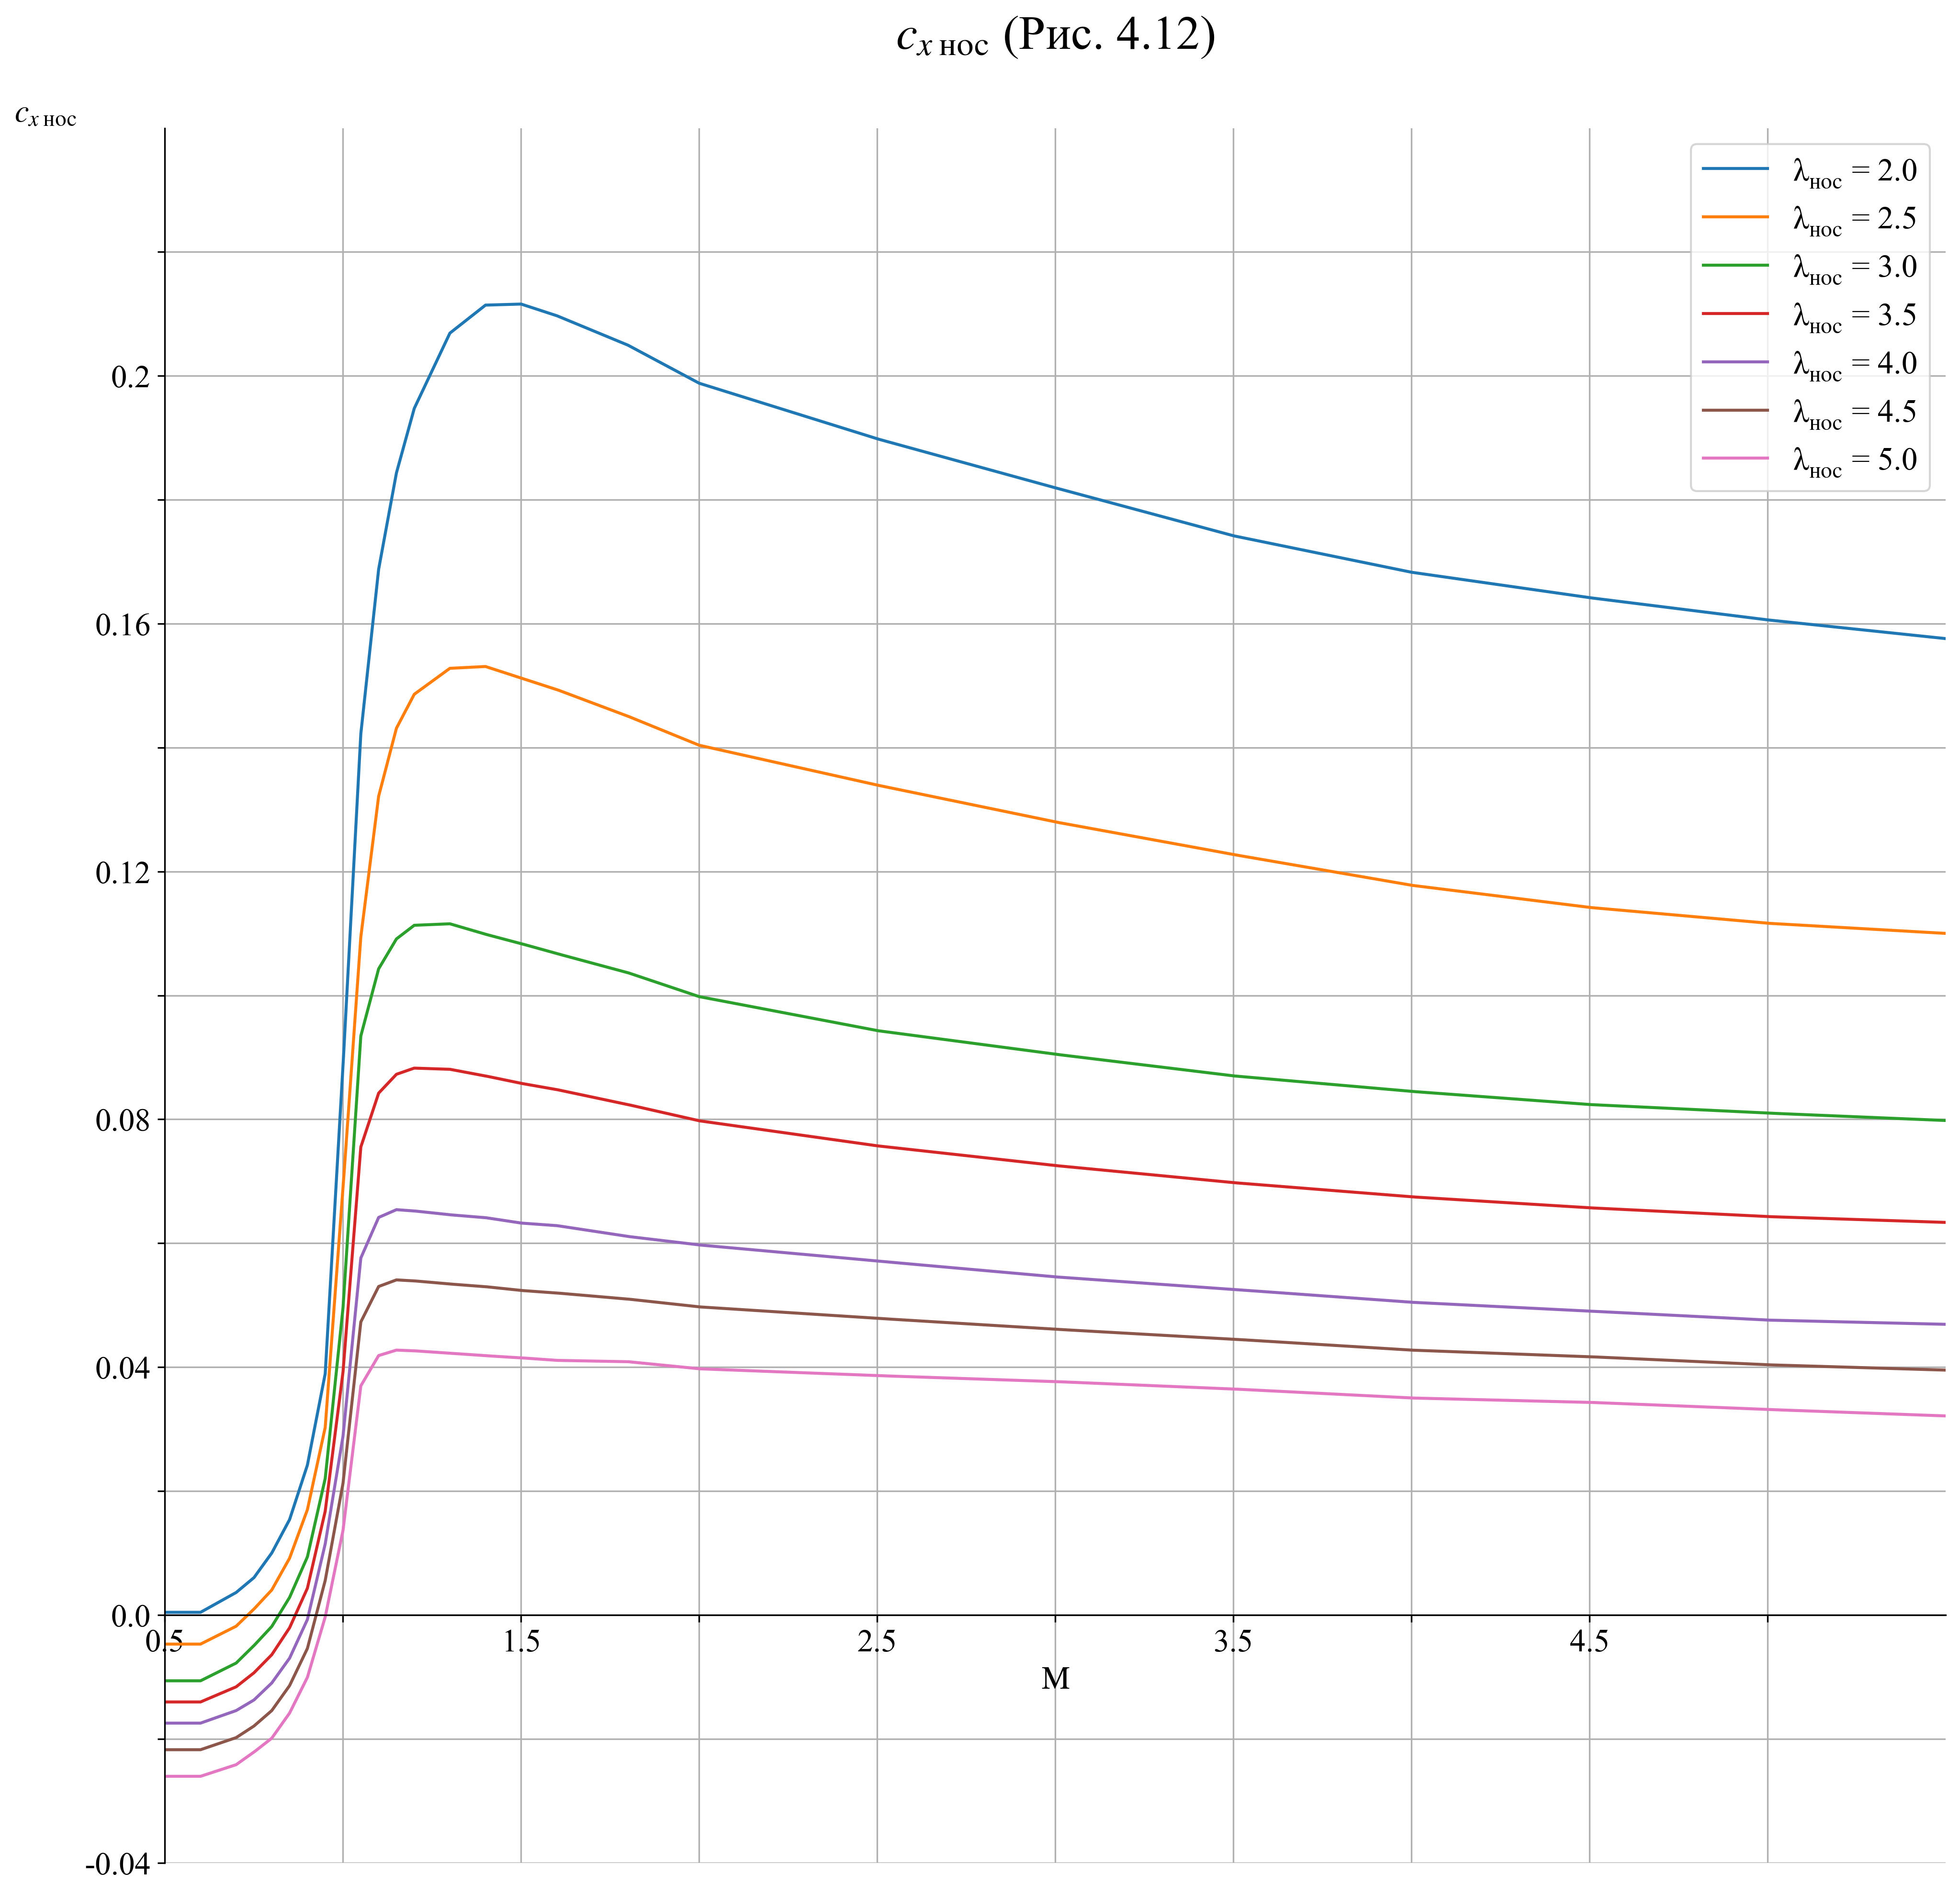 cx нос (Рис. 4.12)
cx нос
λнос = 2.0
λнос = 2.5
λнос = 3.0
λнос = 3.5
λнос = 4.0
λнос = 4.5
λнос = 5.0
0.2
0.16
0.12
0.08
0.04
0.0
-0.04
0.5 1.5 2.5 3.5 4.5
М